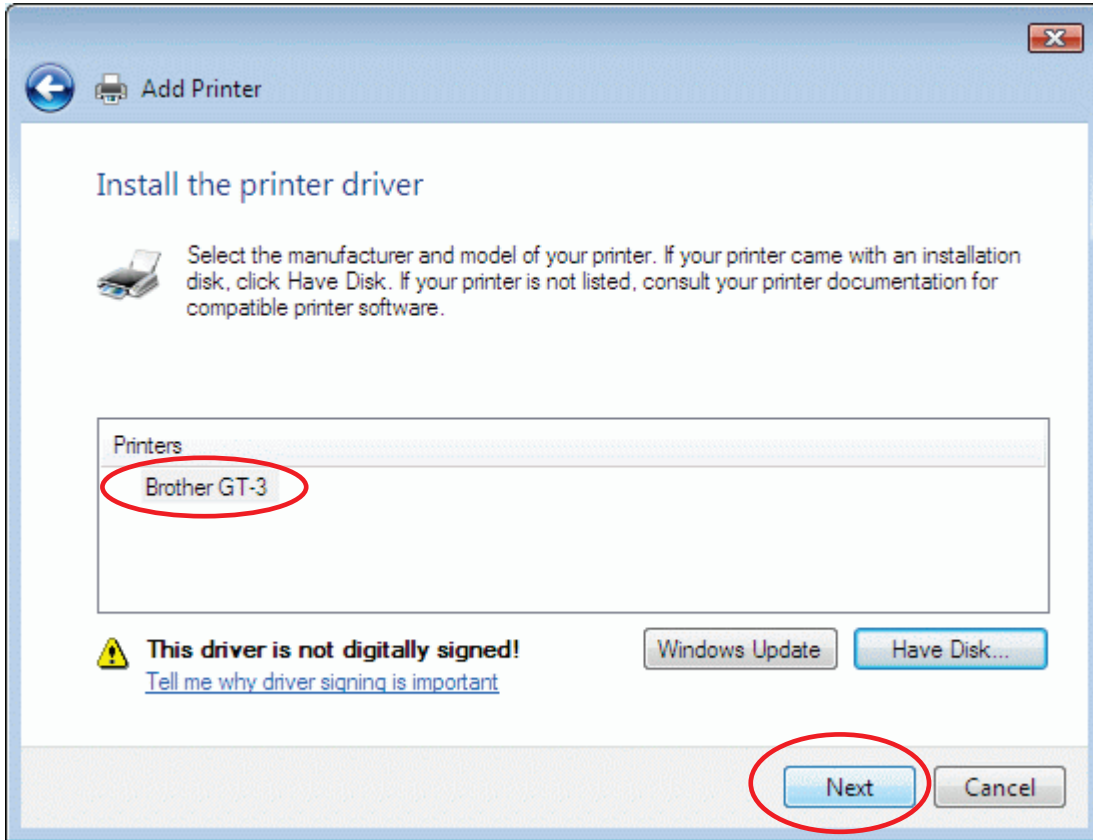 Add Printer
Install the printer driver
Select the manufacturer and model of your printer. If your printer came with an installation
disk, click Have Disk. If your printer is not listed, consult your printer documentation for
compatible printer software.
Printers
Brother GT-3
This driver is not digitally signed!
Tell me why driver signing is important
Windows Update
Have Disk...
Next
Cancel